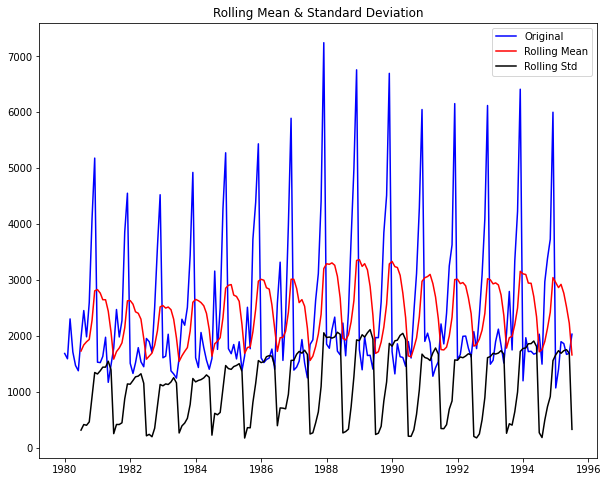 Rolling Mean & Standard Deviation
Original
Rolling Mean
Rolling Std
7000
6000
5000
4000
3000
2000
1000
0
1980 1982 1984 1986 1988 1990 1992 1994 1996